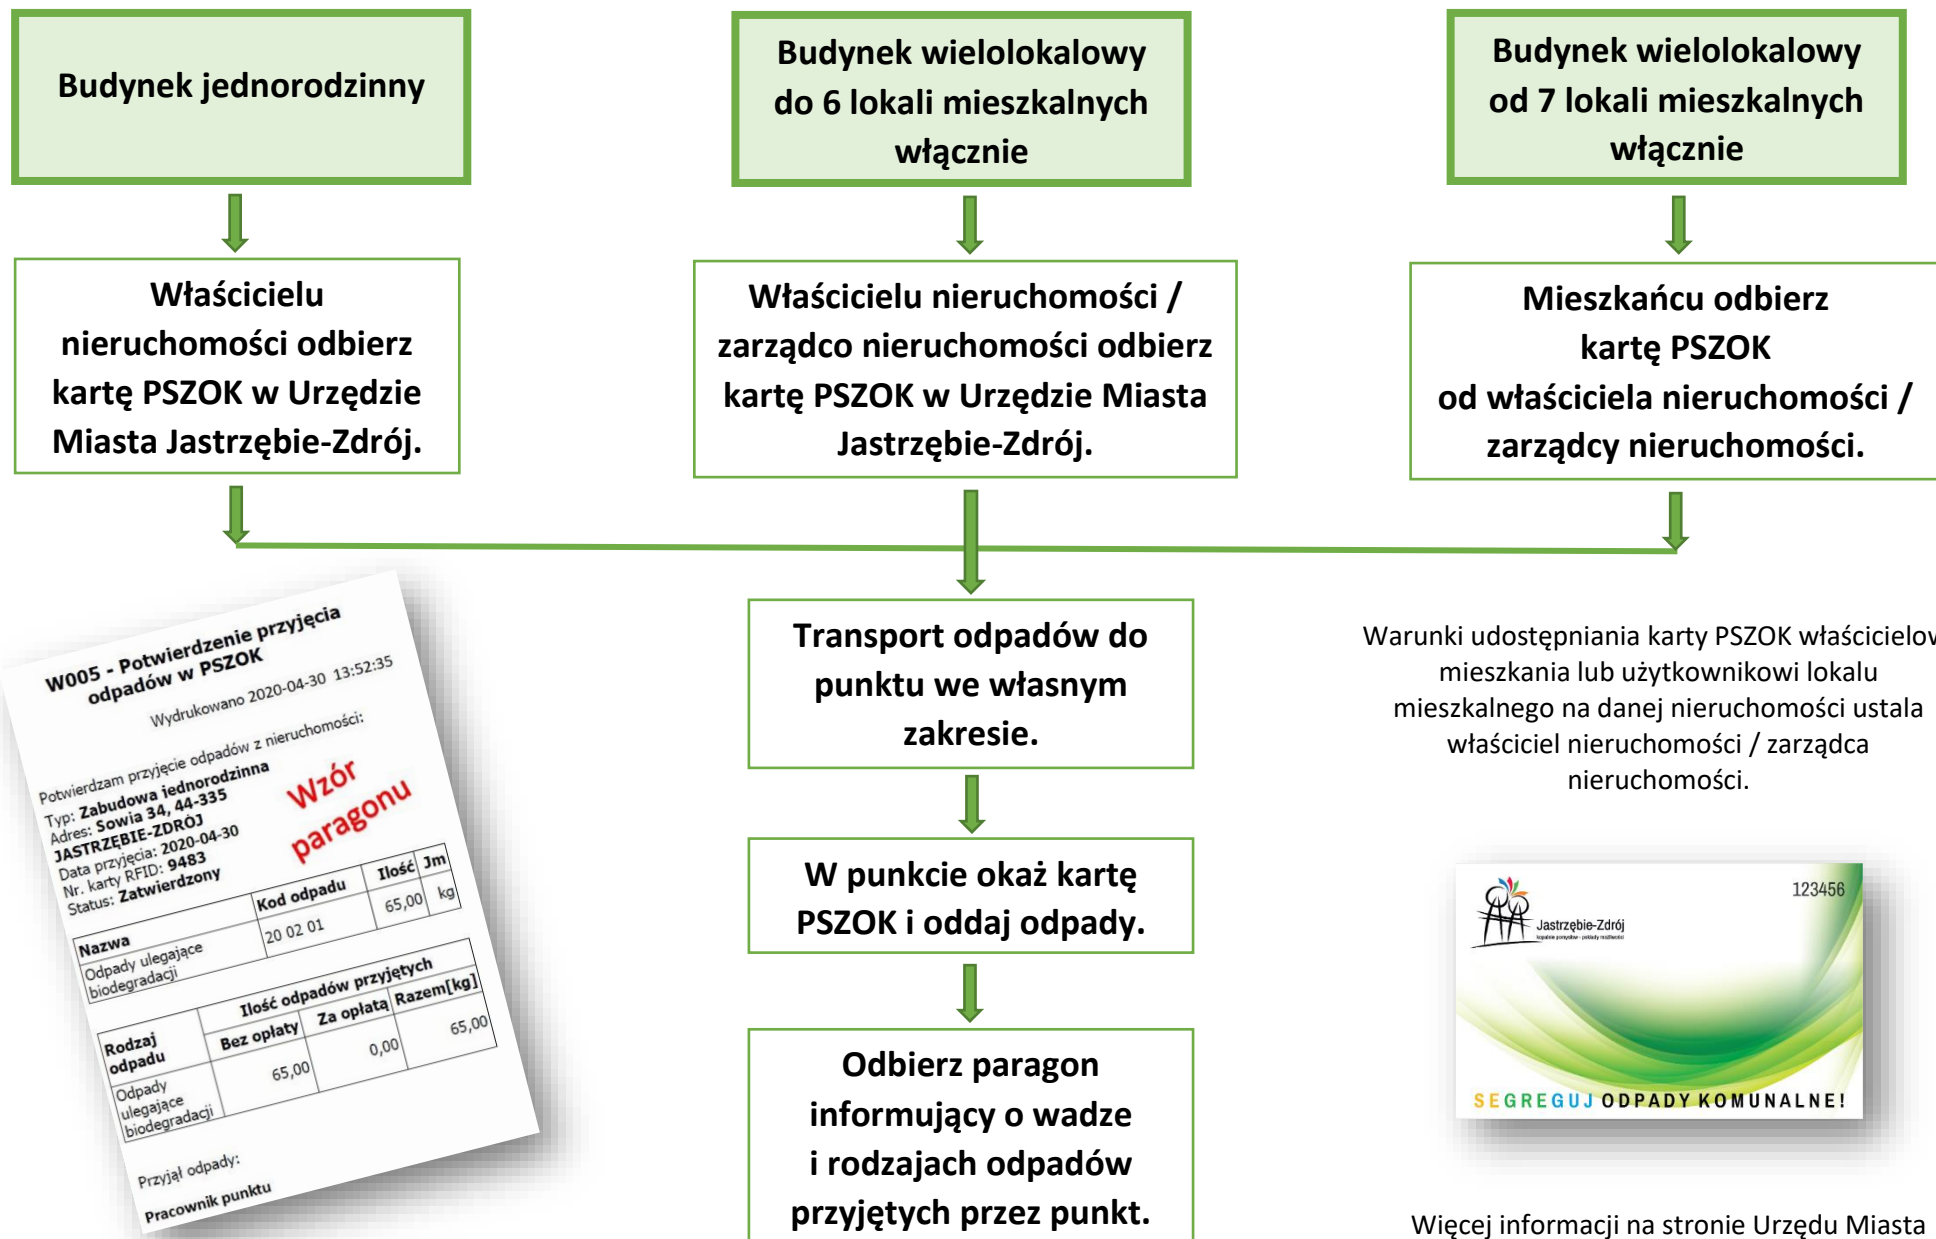 Budynek jednorodzinny
Budynek wielolokalowy
do 6 lokali mieszkalnych
włącznie
Budynek wielolokalowy
od 7 lokali mieszkalnych
włącznie
Właścicielu
nieruchomości odbierz
kartę PSZOK w Urzędzie
Miasta Jastrzębie-Zdrój.
Właścicielu nieruchomości /
zarządco nieruchomości odbierz
kartę PSZOK w Urzędzie Miasta
Jastrzębie-Zdrój.
Mieszkańcu odbierz
kartę PSZOK
od właściciela nieruchomości /
zarządcy nieruchomości.
W005 - Potwierdzenie przyjęcia
odpadów w PSZOK
Wydrukowano 2020-04-30 13:52:35
Potwierdzam przyjęcie odpadów z nieruchomości:
Typ: Zabudowa jednorodzinna
Adres: Sowia 34, 44-335
JASTRZĘBIE-ZDRÓJ
Data przyjęcia: 2020-04-30
Nr. karty RFID: 9483
Status: Zatwierdzony
Wzór
paragonu
Nazwa Kod odpadu Ilość Jm
Odpady ulegające
biodegradacji 20 02 01 65,00 kg
Rodzaj
odpadu
Ilość odpadów przyjętych
Bez opłaty Za opłatą Razem[kg]
Odpady
ulegające
biodegradacji
65,00 0,00 65,00
Przyjął odpady:
Pracownik punktu
Transport odpadów do
punktu we własnym
zakresie.
W punkcie okaż kartę
PSZOK i oddaj odpady.
Odbierz paragon
informujący o wadze
i rodzajach odpadów
przyjętych przez punkt.
Warunki udostępniania karty PSZOK
mieszkania lub użytkownikowi lokalu
mieszkalnego na danej nieruchomości ustala
właściciel nieruchomości / zarządca
nieruchomości.
123456
Jastrzębie-Zdrój
SEGREGUJ ODPADY KOMUNALNE!
Więcej informacji na stronie Urzędu Miasta